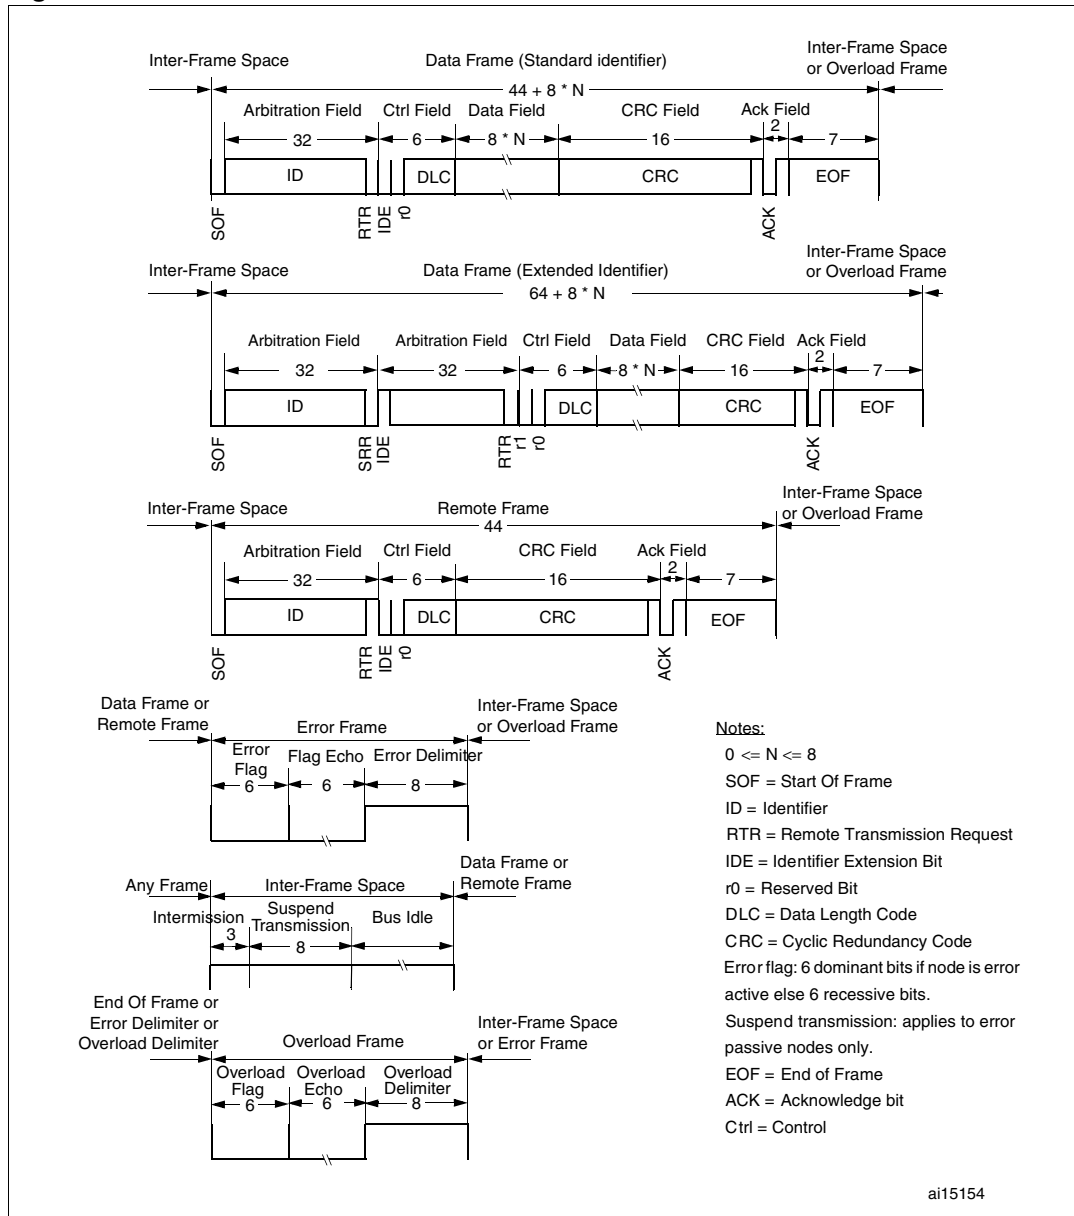 Inter-Frame Space
Data Frame (Standard identifier)
Inter-Frame Space
or Overload Frame
44 + 8 * N
Arbitration Field
Ctrl Field
Data Field
CRC Field
Ack Field
32
6
8 * N
16
2
7
ID
DLC
CRC
EOF
SOF
RTR
IDE
r0
ACK
Inter-Frame Space
Data Frame (Extended Identifier)
Inter-Frame Space
or Overload Frame
64 + 8 * N
Arbitration Field
Arbitration Field
Ctrl Field
Data Field
CRC Field
Ack Field
32
32
6
8 * N
16
2
7
ID
DLC
CRC
EOF
SOF
SRR
IDE
RTR
r1
r0
ACK
Inter-Frame Space
Remote Frame
Inter-Frame Space
or Overload Frame
44
Arbitration Field
Ctrl Field
CRC Field
Ack Field
32
6
16
2
7
ID
DLC
CRC
EOF
SOF
RTR
IDE
r0
ACK
Data Frame or
Remote Frame
Error Frame
Inter-Frame Space
or Overload Frame
Error
Flag
Flag Echo
Error Delimiter
6
6
8
Any Frame
Inter-Frame Space
Data Frame or
Remote Frame
Intermission
3
Suspend
Transmission
8
Bus Idle
End Of Frame or
Error Delimiter or
Overload Delimiter
Overload Frame
Inter-Frame Space
or Error Frame
Overload
Flag
6
Overload
Echo
6
Overload
Delimiter
8
Notes:
0 <= N <= 8
SOF = Start Of Frame
ID = Identifier
RTR = Remote Transmission Request
IDE = Identifier Extension Bit
r0 = Reserved Bit
DLC = Data Length Code
CRC = Cyclic Redundancy Code
Error flag: 6 dominant bits if node is error
active else 6 recessive bits.
Suspend transmission: applies to error
passive nodes only.
EOF = End of Frame
ACK = Acknowledge bit
Ctrl = Control
ai15154